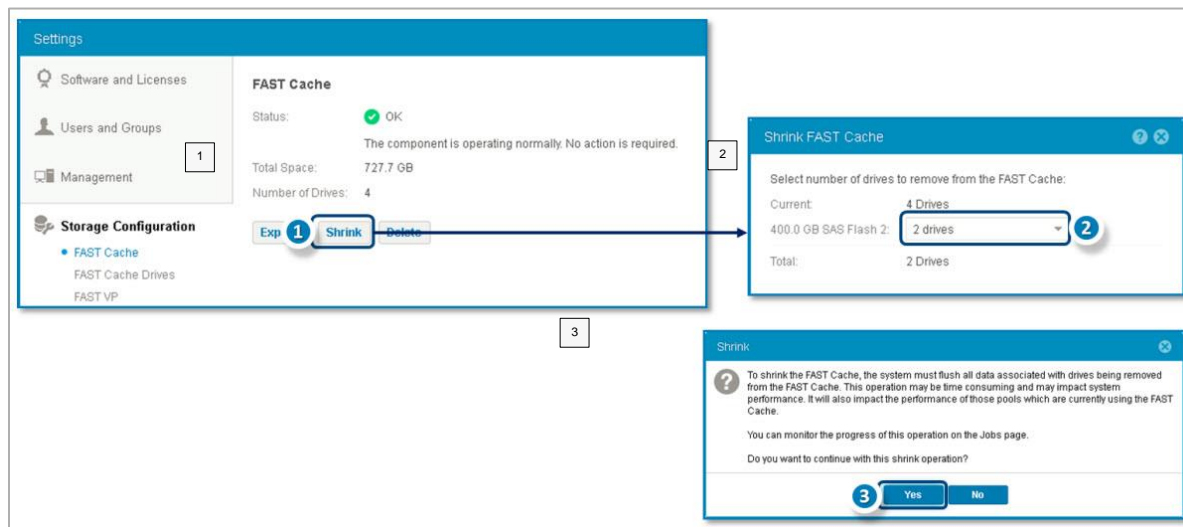 Settings
Software and Licenses
Users and Groups
1
Management
Storage Configuration
FAST Cache
FAST Cache Drives
FAST VP
FAST Cache
Status: OK
The component is operating normally. No action is required.
Total Space: 727.7 GB
Number of Drives: 4
Exp 1 Shrink Delete
2
Shrink FAST Cache
Select number of drives to remove from the FAST Cache:
Current: 4 Drives
400.0 GB SAS Flash 2: 2 drives 2
Total: 2 Drives
3
Shrink
To shrink the FAST Cache, the system must flush all data associated with drives being removed
from the FAST Cache. This operation may be time consuming and may impact system
performance. It will also impact the performance of those pools which are currently using the FAST
Cache.
You can monitor the progress of this operation on the Jobs page.
Do you want to continue with this shrink operation?
3 Yes No